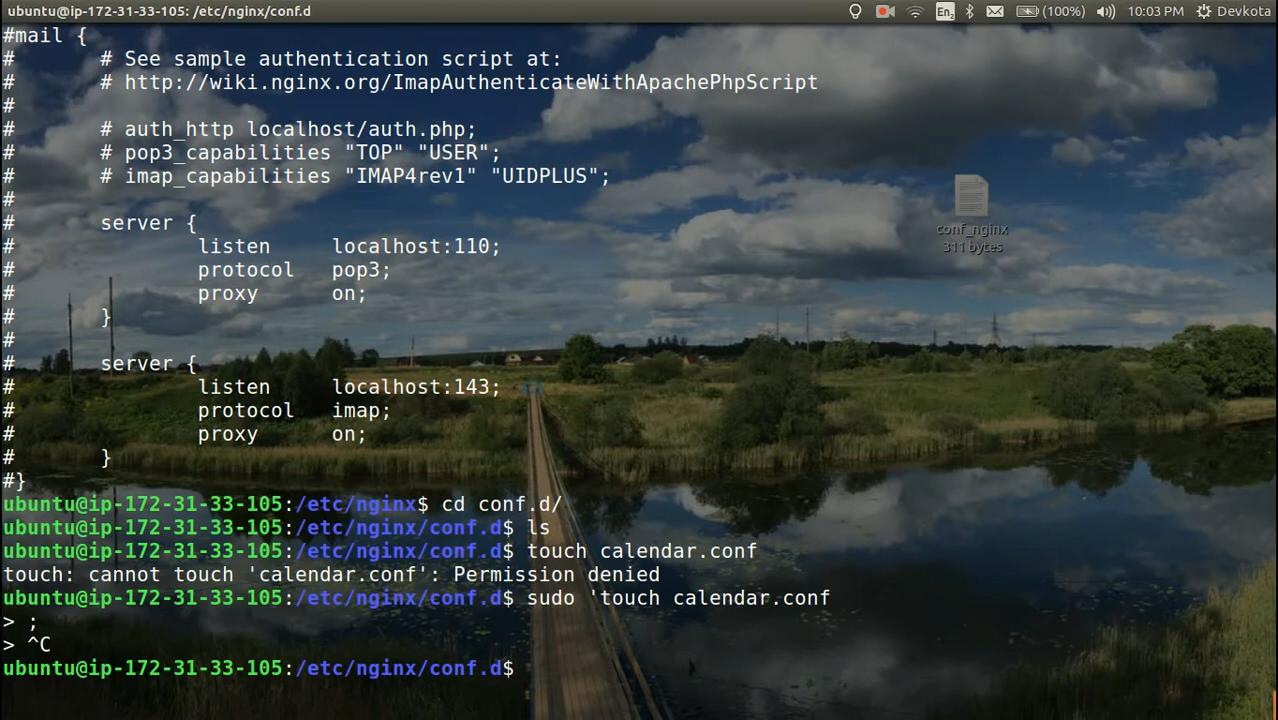 ubuntu@ip-172-31-33-105: /etc/nginx/conf.d
En2
(100%)
10:03 PM
Devkota
#mail {
#       # See sample authentication script at:
#       # http://wiki.nginx.org/ImapAuthenticateWithApachePhpScript
#
#       # auth_http localhost/auth.php;
#       # pop3_capabilities "TOP" "USER";
#       # imap_capabilities "IMAP4rev1" "UIDPLUS";
#
#       server {
#               listen     localhost:110;
#               protocol   pop3;
#               proxy      on;
#       }
#
#       server {
#               listen     localhost:143;
#               protocol   imap;
#               proxy      on;
#       }
#}
ubuntu@ip-172-31-33-105:/etc/nginx$ cd conf.d/
ubuntu@ip-172-31-33-105:/etc/nginx/conf.d$ ls
ubuntu@ip-172-31-33-105:/etc/nginx/conf.d$ touch calendar.conf
touch: cannot touch 'calendar.conf': Permission denied
ubuntu@ip-172-31-33-105:/etc/nginx/conf.d$ sudo 'touch calendar.conf
> ;
> ^C
ubuntu@ip-172-31-33-105:/etc/nginx/conf.d$
conf_nginx
311 bytes